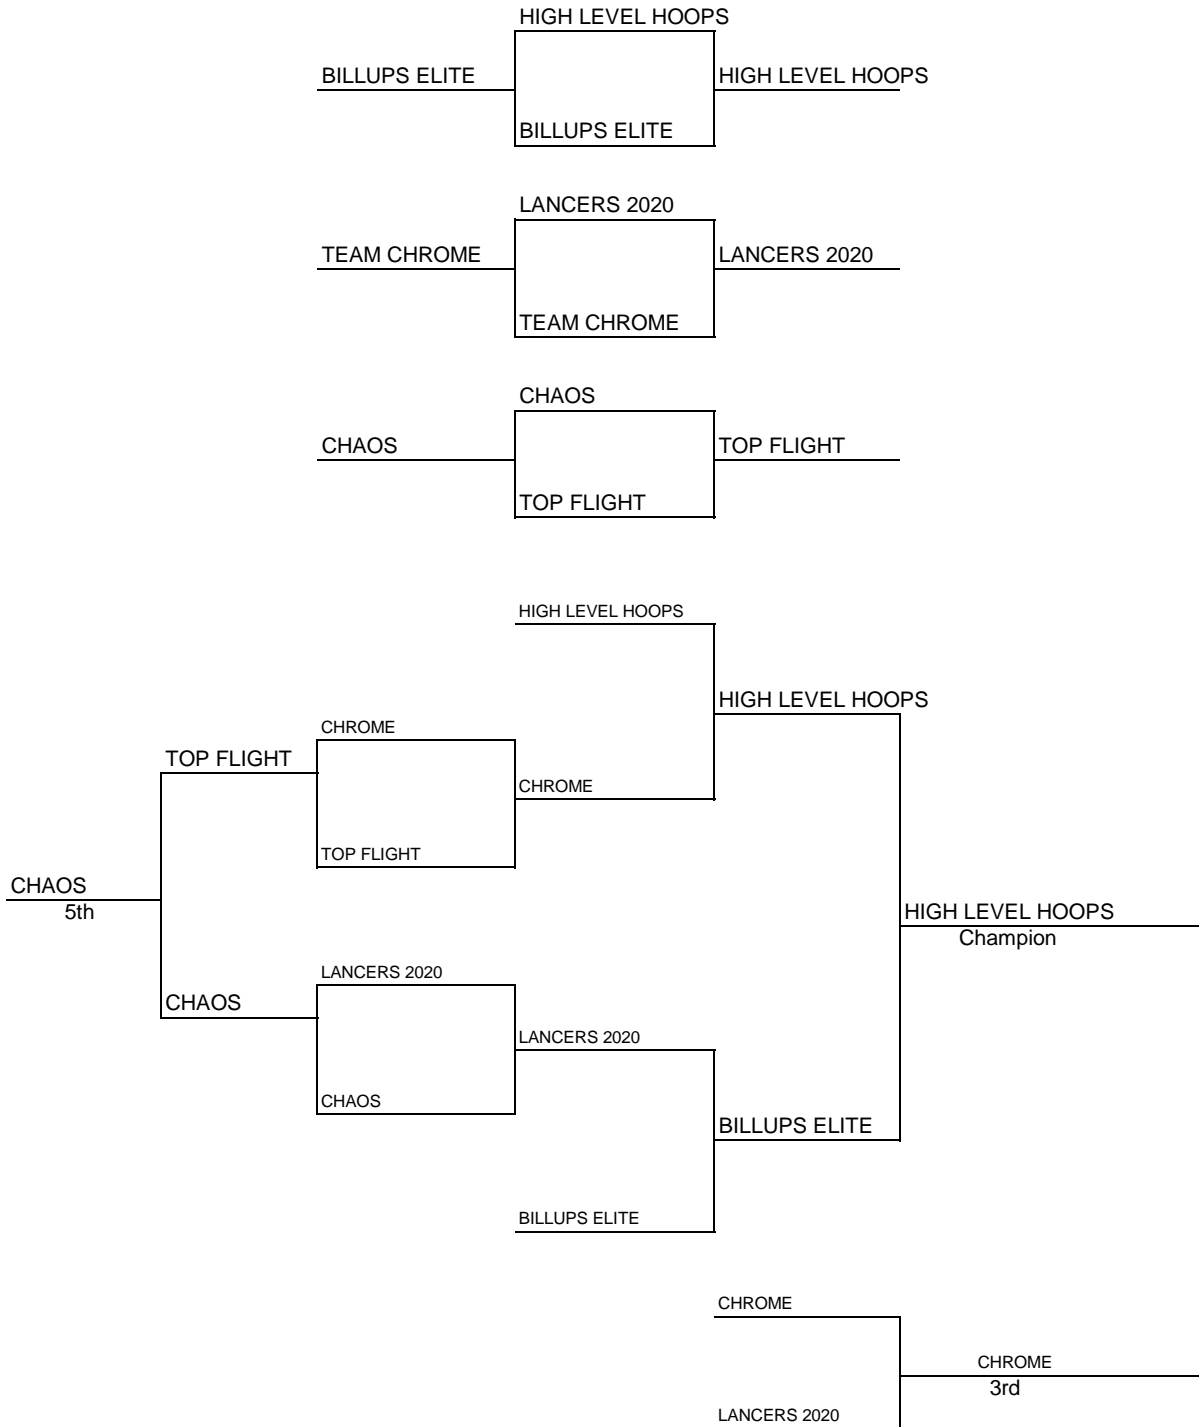 HIGH LEVEL HOOPS
BILLUPS ELITE
HIGH LEVEL HOOPS
BILLUPS ELITE
LANCERS 2020
TEAM CHROME
LANCERS 2020
TEAM CHROME
CHAOS
CHAOS
TOP FLIGHT
TOP FLIGHT
HIGH LEVEL HOOPS
HIGH LEVEL HOOPS
CHROME
TOP FLIGHT
CHROME
TOP FLIGHT
CHAOS
5th
HIGH LEVEL HOOPS
Champion
LANCERS 2020
CHAOS
LANCERS 2020
CHAOS
BILLUPS ELITE
BILLUPS ELITE
CHROME
CHROME
3rd
LANCERS 2020